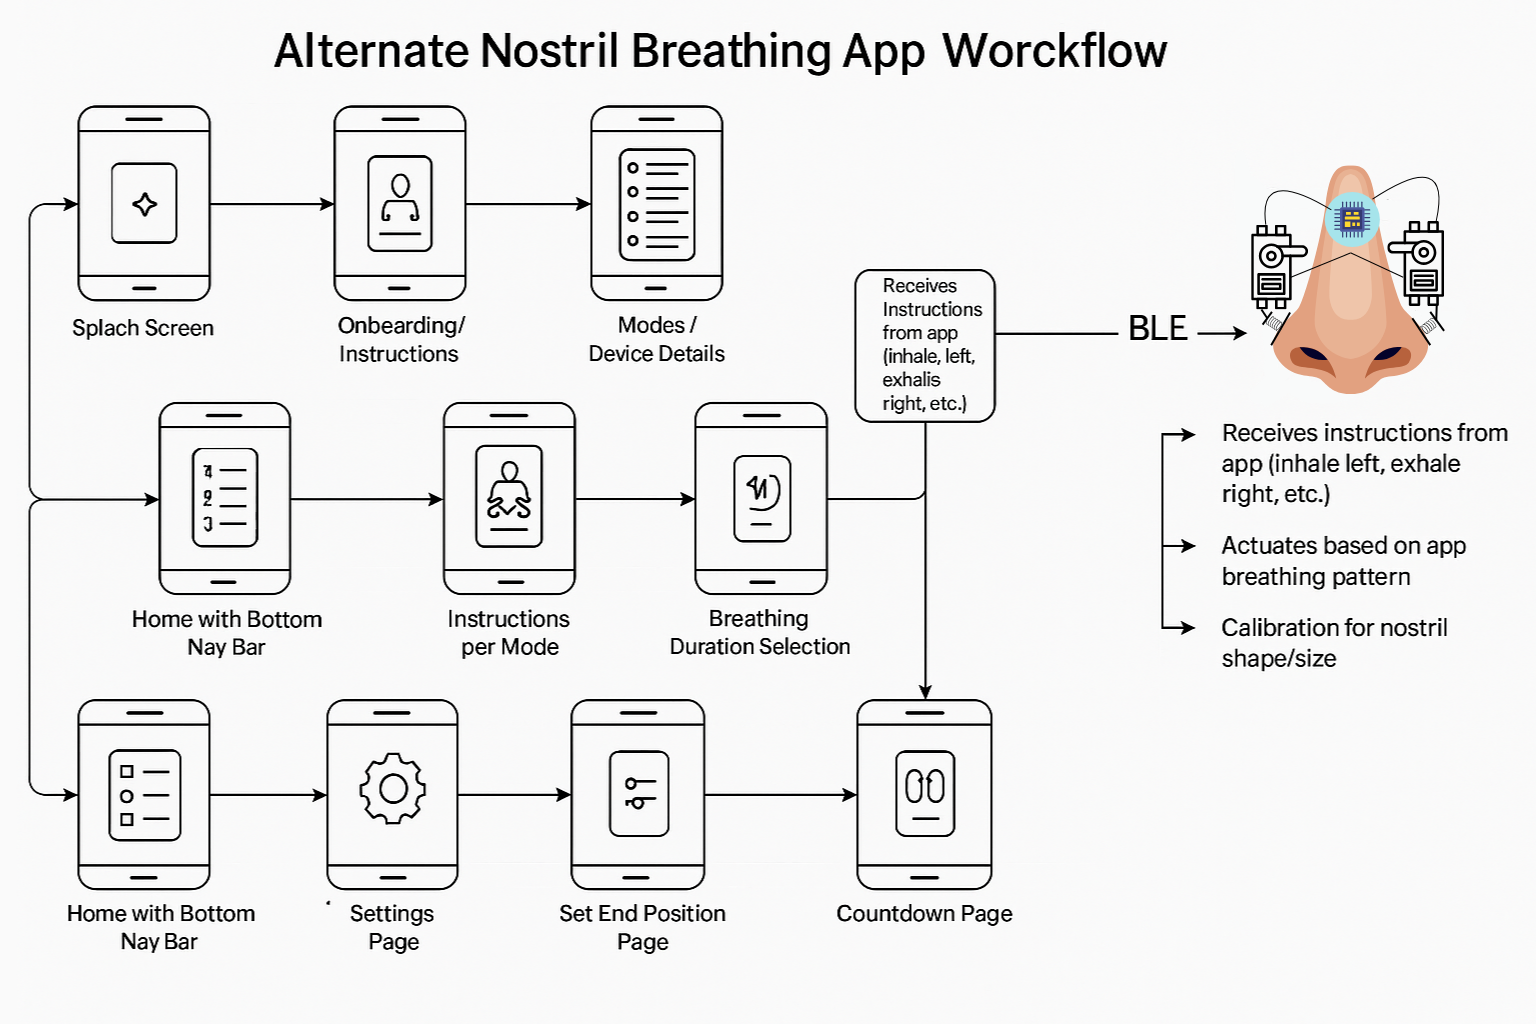 Alternate Nostril Breathing App Worckflow
Splach Screen
Onbearding/
Instructions
Modes /
Device Details
Receives
Instructions
from app
(inhale, left,
exhalis
right, etc.)
BLE
Receives instructions from
app (inhale left, exhale
right, etc.)
Actuates based on app
breathing pattern
Calibration for nostril
shape/size
Home with Bottom
Nay Bar
Instructions
per Mode
Breathing
Duration Selection
Home with Bottom
Nay Bar
Settings
Page
Set End Position
Page
Countdown Page